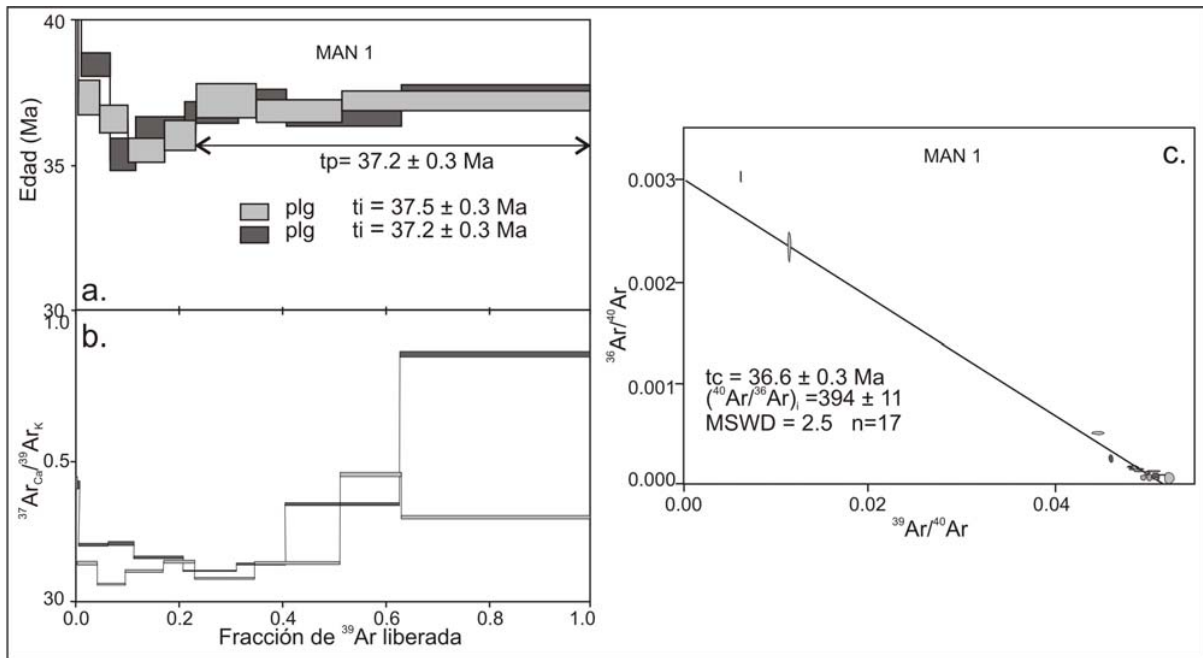 40
MAN 1
Edad (Ma)
35
tp= 37.2 ± 0.3 Ma
plg ti = 37.5 ± 0.3 Ma
plg ti = 37.2 ± 0.3 Ma
a.
30
1.0
b.
³⁷Ar_Ca/³⁹Ar_K
0.5
30
0.0 0.2 0.4 0.6 0.8 1.0
Fracción de ³⁹Ar liberada
c.
MAN 1
0.003
0.002
³⁶Ar/⁴⁰Ar
0.001
tc = 36.6 ± 0.3 Ma
(⁴⁰Ar/³⁶Ar)ᵢ =394 ± 11
MSWD = 2.5 n=17
0.000
0.00 0.02 0.04
³⁹Ar/⁴⁰Ar